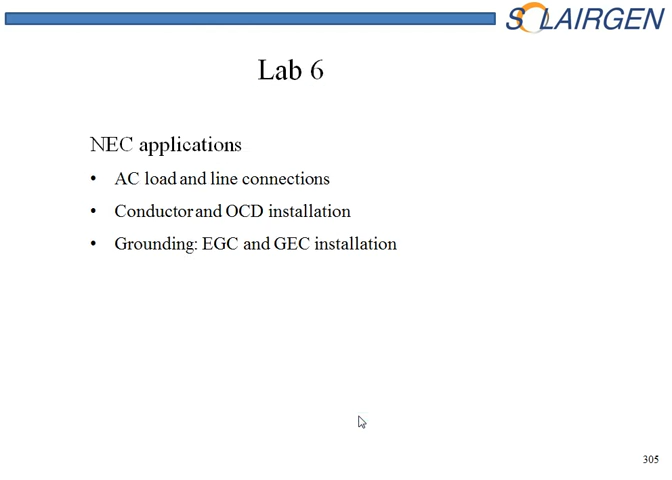 SOLAIRGEN
Lab 6
NEC applications
• AC load and line connections
• Conductor and OCD installation
• Grounding: EGC and GEC installation
305